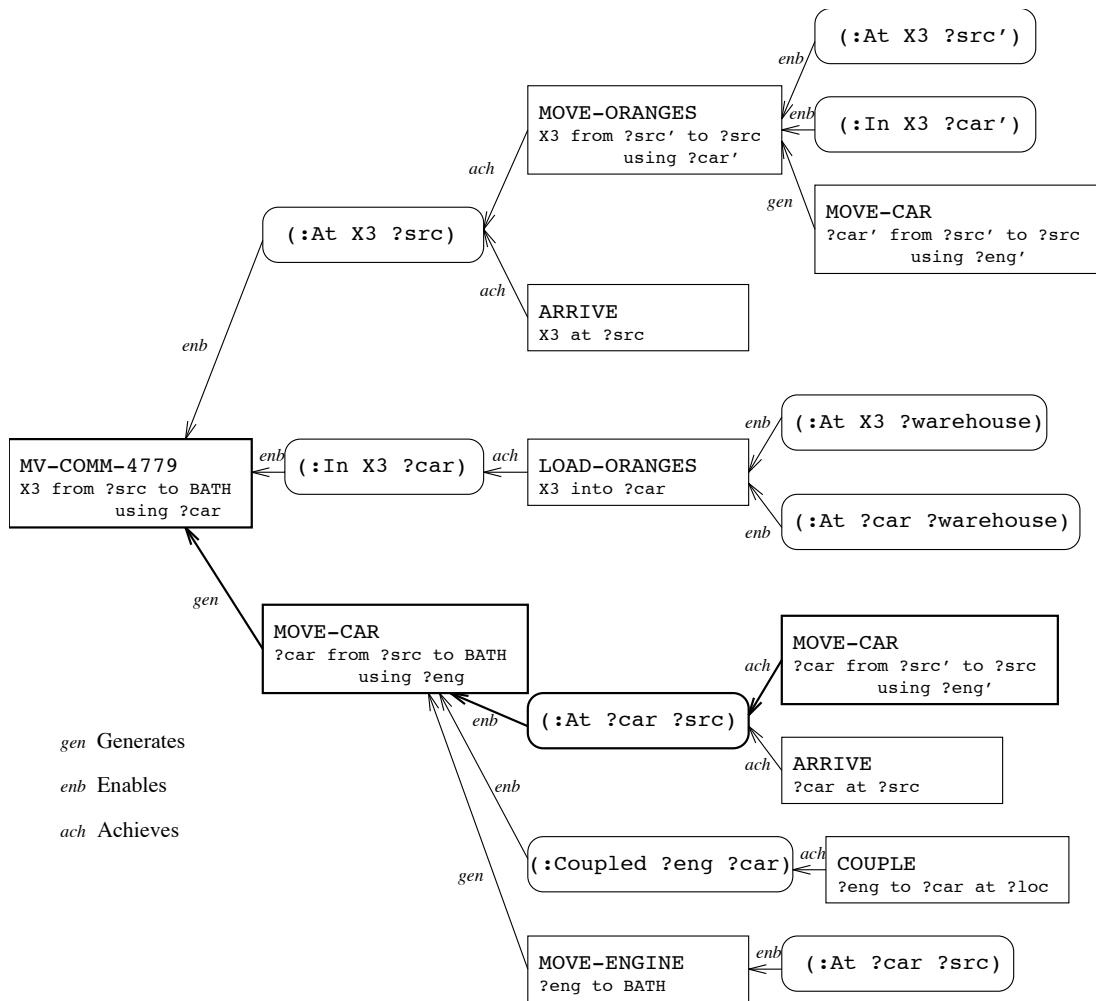 (:At X3 ?src’)
enb
MOVE-ORANGES
X3 from ?src’ to ?src
using ?car’
enb
(:In X3 ?car’)
ach
gen
MOVE-CAR
?car’ from ?src’ to ?src
using ?eng’
(:At X3 ?src)
ach
ARRIVE
X3 at ?src
enb
enb
(:At X3 ?warehouse)
MV-COMM-4779
X3 from ?src to BATH
using ?car
enb
(:In X3 ?car)
ach
LOAD-ORANGES
X3 into ?car
enb
(:At ?car ?warehouse)
gen
MOVE-CAR
?car from ?src to BATH
using ?eng
ach
MOVE-CAR
?car from ?src’ to ?src
using ?eng’
enb
(:At ?car ?src)
ach
ARRIVE
?car at ?src
gen Generates
enb Enables
ach Achieves
enb
(:Coupled ?eng ?car)
ach
COUPLE
?eng to ?car at ?loc
gen
MOVE-ENGINE
?eng to BATH
enb
(:At ?car ?src)